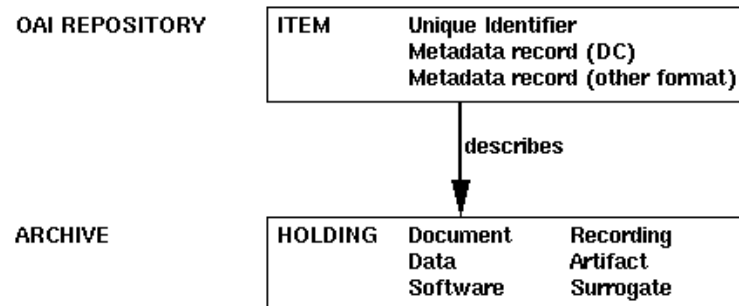 OAI REPOSITORY ITEM Unique Identifier
Metadata record (DC)
Metadata record (other format)
describes
ARCHIVE HOLDING Document Recording
Data Artifact
Software Surrogate